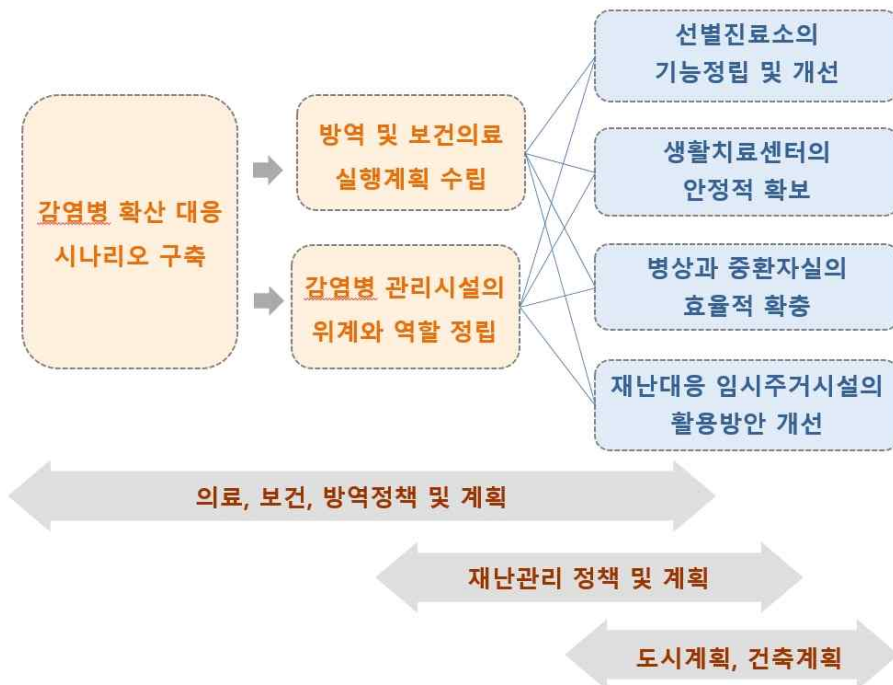 감염병 확산 대응
시나리오 구축
방역 및 보건의료
실행계획 수립
감염병 관리시설의
위계와 역할 정립
선별진료소의
기능정립 및 개선
생활치료센터의
안정적 확보
병상과 중환자실의
효율적 확충
재난대응 임시주거시설의
활용방안 개선
의료, 보건, 방역정책 및 계획
재난관리 정책 및 계획
도시계획, 건축계획